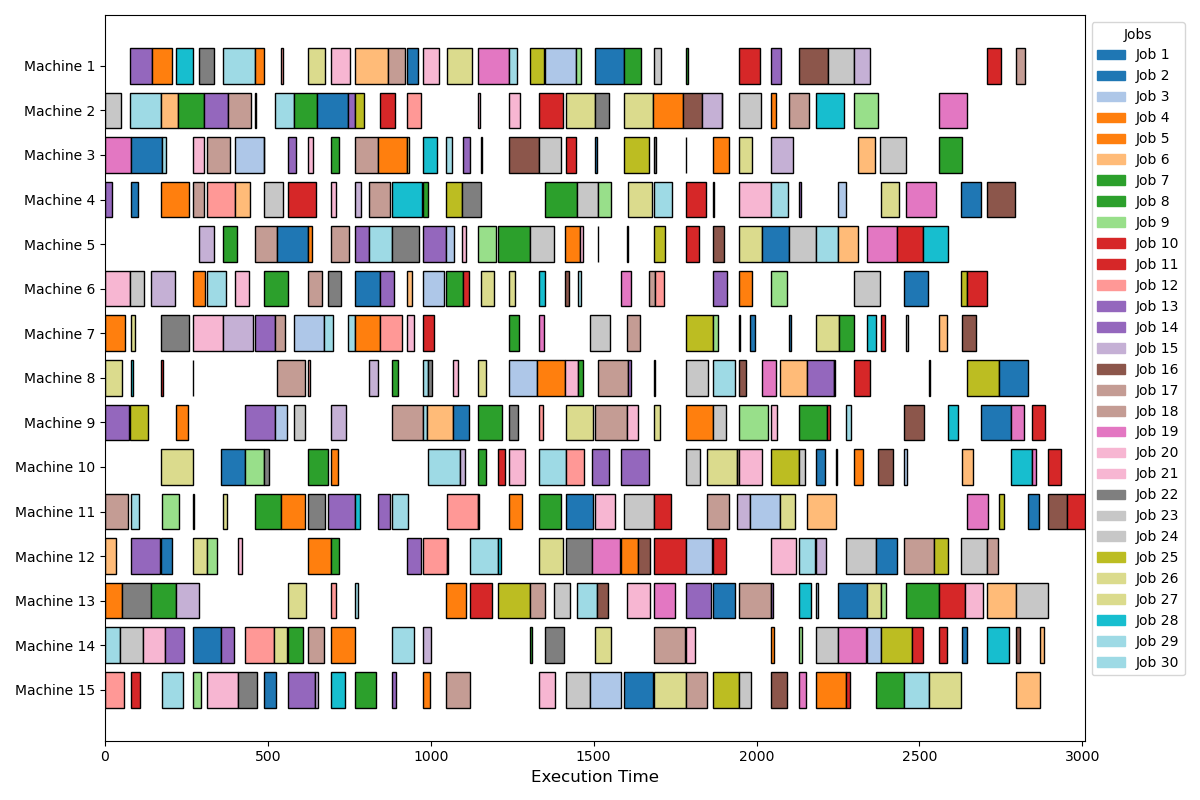 Machine 1
Machine 2
Machine 3
Machine 4
Machine 5
Machine 6
Machine 7
Machine 8
Machine 9
Machine 10
Machine 11
Machine 12
Machine 13
Machine 14
Machine 15
0 500 1000 1500 2000 2500 3000
Execution Time
Jobs
Job 1
Job 2
Job 3
Job 4
Job 5
Job 6
Job 7
Job 8
Job 9
Job 10
Job 11
Job 12
Job 13
Job 14
Job 15
Job 16
Job 17
Job 18
Job 19
Job 20
Job 21
Job 22
Job 23
Job 24
Job 25
Job 26
Job 27
Job 28
Job 29
Job 30